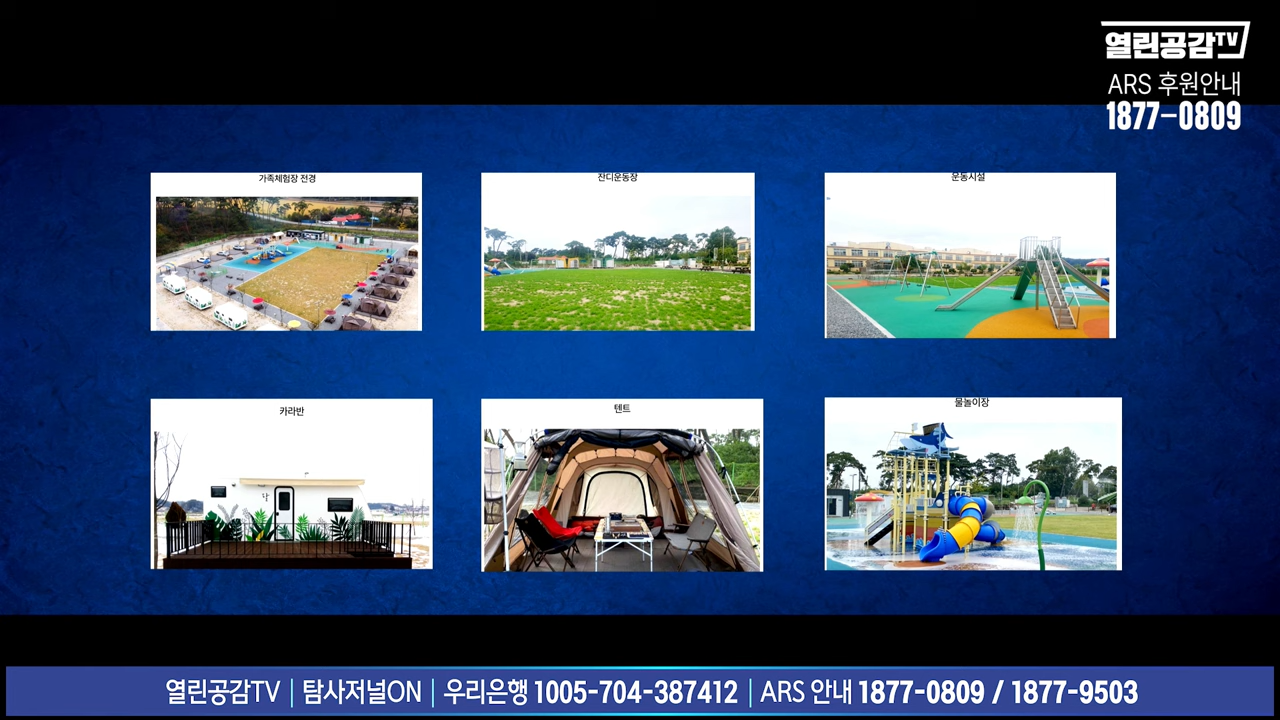 열린공감TV
ARS 후원안내
1877-0809
가족체험장 전경
잔디운동장
운동시설
카라반
텐트
물놀이장
열린공감TV | 탐사저널ON | 우리은행 1005-704-387412 | ARS 안내 1877-0809 / 1877-9503